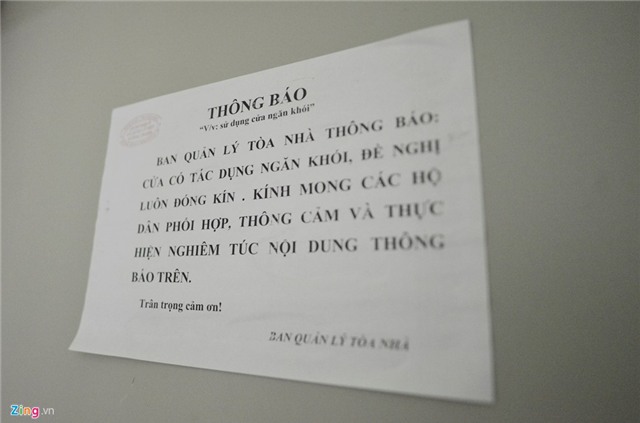 THÔNG BÁO
“V/v: sử dụng cửa ngăn khói”
BAN QUẢN LÝ TÒA NHÀ THÔNG BÁO:
CỬA CÓ TÁC DỤNG NGĂN KHÓI, ĐỀ NGHỊ
LUÔN ĐÓNG KÍN . KÍNH MONG CÁC HỘ
DÂN PHỐI HỢP, THÔNG CẢM VÀ THỰC
HIỆN NGHIÊM TÚC NỘI DUNG THÔNG
BÁO TRÊN.
Trân trọng cảm ơn!
BAN QUẢN LÝ TÒA NHÀ
Zing.vn